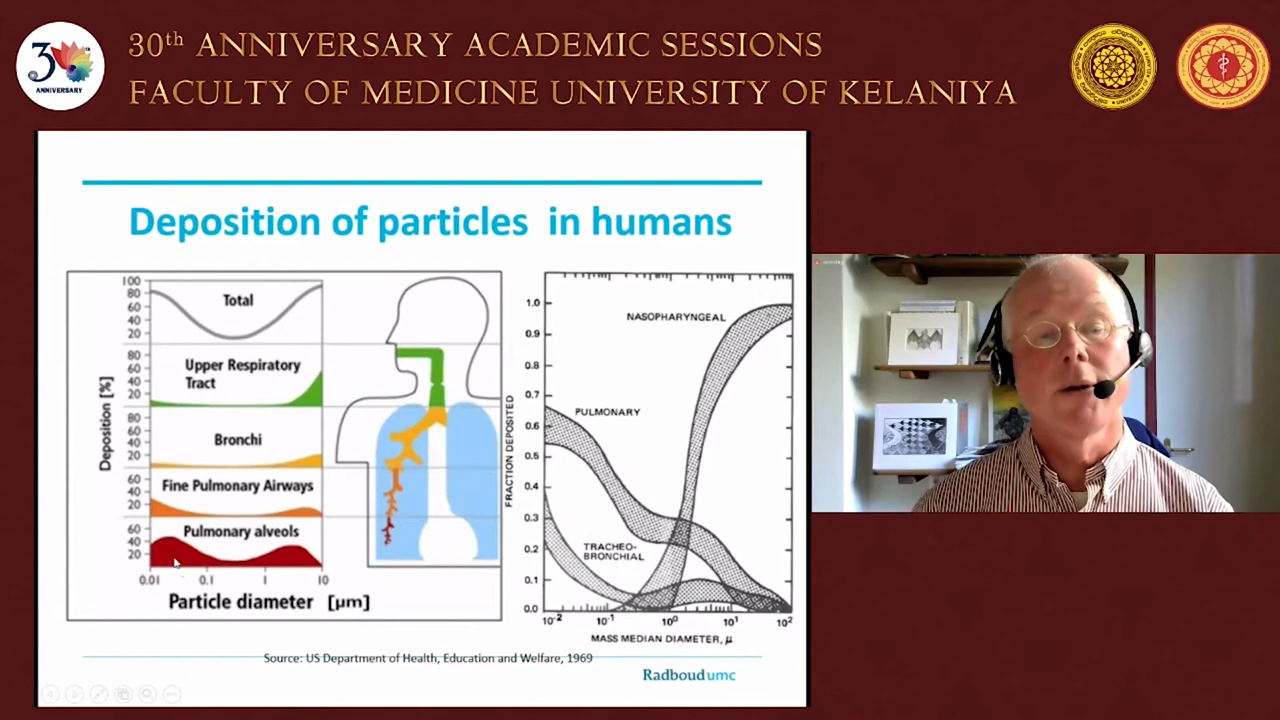 30th ANNIVERSARY
30th ANNIVERSARY ACADEMIC SESSIONS
FACULTY OF MEDICINE UNIVERSITY OF KELANIYA
Deposition of particles in humans
Deposition [%]
100
80
60
40
20
Total
80
60
40
20
Upper Respiratory
Tract
80
60
40
20
Bronchi
60
40
20
Fine Pulmonary Airways
60
40
20
Pulmonary alveols
0.01 0.1 1 10
Particle diameter [µm]
FRACTION DEPOSITED
1.0
0.9
0.8
0.7
0.6
0.5
0.4
0.3
0.2
0.1
0.0
NASOPHARYNGEAL
PULMONARY
TRACHEO-
BRONCHIAL
10-2 10-1 100 101 102
MASS MEDIAN DIAMETER, µ
Source: US Department of Health, Education and Welfare, 1969
Radboudumc